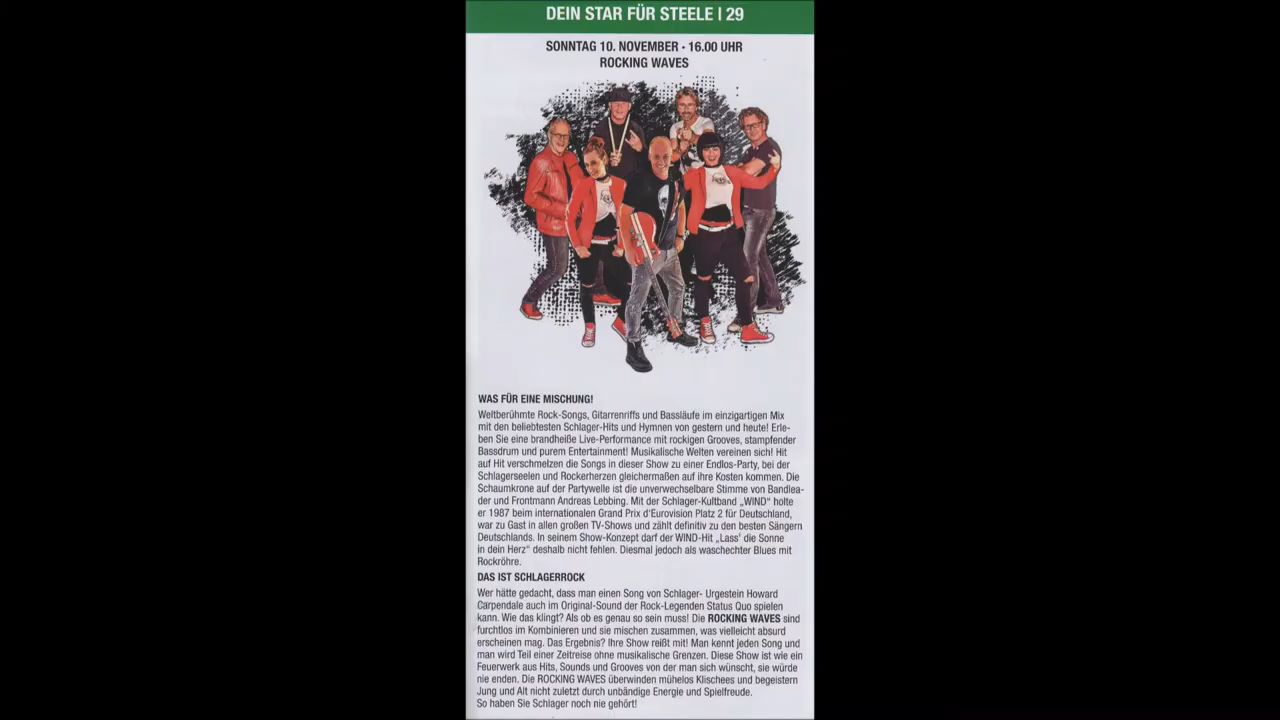 DEIN STAR FÜR STEELE | 29
SONNTAG 10. NOVEMBER · 16.00 UHR
ROCKING WAVES
WAS FÜR EINE MISCHUNG!
Weltberühmte Rock-Songs, Gitarrenriffs und Bassläufe im einzigartigen Mix
mit den beliebtesten Schlager-Hits und Hymnen von gestern und heute! Erle-
ben Sie eine brandheiße Live-Performance mit rockigen Grooves, stampfender
Bassdrum und purem Entertainment! Musikalische Welten vereinen sich! Hit
auf Hit verschmelzen die Songs in dieser Show zu einer Endlos-Party, bei der
Schlagerseelen und Rockerherzen gleichermaßen auf ihre Kosten kommen. Die
Schaumkrone auf der Partywelle ist die unverwechselbare Stimme von Bandlea-
der und Frontmann Andreas Lebbing. Mit der Schlager-Kultband „WIND" holte
er 1987 beim internationalen Grand Prix d'Eurovision Platz 2 für Deutschland,
war zu Gast in allen großen TV-Shows und zählt definitiv zu den besten Sängern
Deutschlands. In seinem Show-Konzept darf der WIND-Hit „Lass' die Sonne
in dein Herz" deshalb nicht fehlen. Diesmal jedoch als waschechter Blues mit
Rockröhre.
DAS IST SCHLAGERROCK
Wer hätte gedacht, dass man einen Song von Schlager- Urgestein Howard
Carpendale auch im Original-Sound der Rock-Legenden Status Quo spielen
kann. Wie das klingt? Als ob es genau so sein muss! Die ROCKING WAVES sind
furchtlos im Kombinieren und sie mischen zusammen, was vielleicht absurd
erscheinen mag. Das Ergebnis? Ihre Show reißt mit! Man kennt jeden Song und
man wird Teil einer Zeitreise ohne musikalische Grenzen. Diese Show ist wie ein
Feuerwerk aus Hits, Sounds und Grooves von der man sich wünscht, sie würde
nie enden. Die ROCKING WAVES überwinden mühelos Klischees und begeistern
Jung und Alt nicht zuletzt durch unbändige Energie und Spielfreude.
So haben Sie Schlager noch nie gehört!